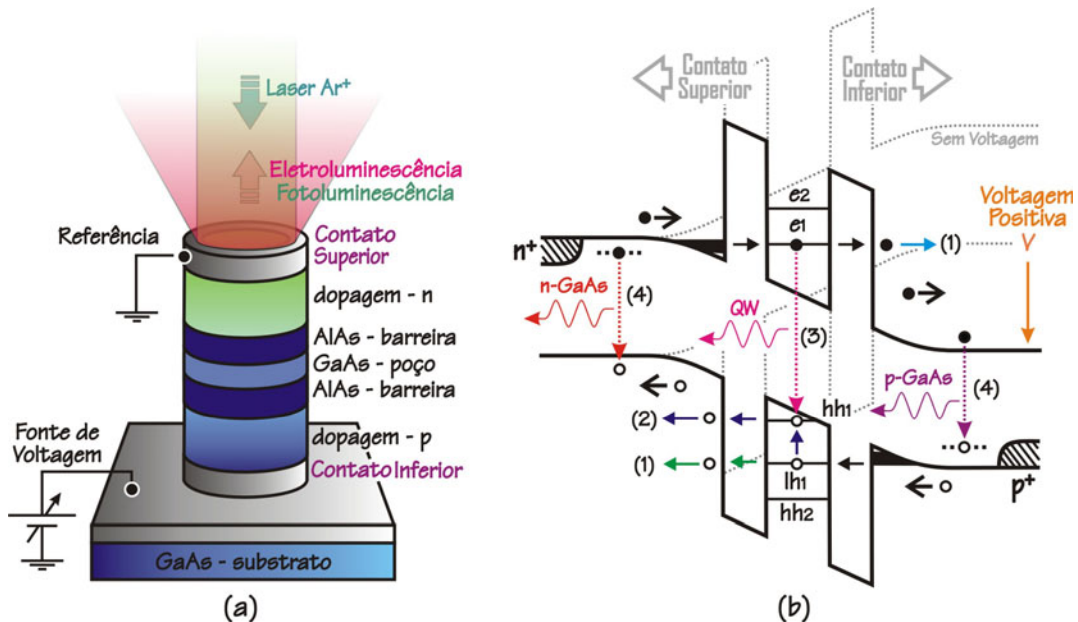 Laser Ar⁺
Eletroluminescência
Fotoluminescência
Referência
Contato
Superior
dopagem - n
AlAs - barreira
GaAs - poço
AlAs - barreira
dopagem - p
Contato Inferior
Fonte de
Voltagem
GaAs - substrato
(a)
Contato
Superior
Contato
Inferior
Sem Voltagem
Voltagem
Positiva
V
e2
e1
(1)
n⁺
n-GaAs
(4)
QW
(3)
p-GaAs
(4)
hh1
(2)
(1)
lh1
hh2
p⁺
(b)